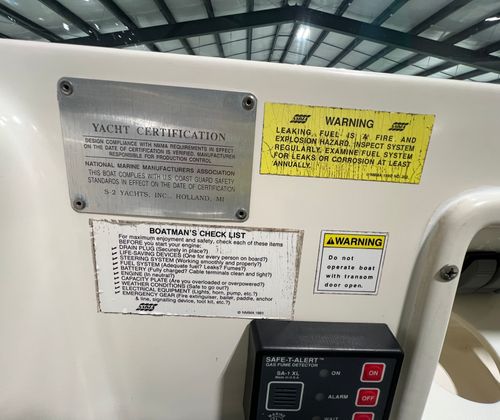 YACHT CERTIFICATION
DESIGN COMPLIANCE WITH NMMA REQUIREMENTS IN EFFECT
ON THE DATE OF CERTIFICATION IS VERIFIED. MANUFACTURER
RESPONSIBLE FOR PRODUCTION CONTROL.
NATIONAL MARINE MANUFACTURERS ASSOCIATION
THIS BOAT COMPLIES WITH U.S. COAST GUARD SAFETY
STANDARDS IN EFFECT ON THE DATE OF CERTIFICATION
S-2 YACHTS, INC., HOLLAND, MI
WARNING
LEAKING FUEL IS A FIRE AND
EXPLOSION HAZARD. INSPECT SYSTEM
REGULARLY. EXAMINE FUEL SYSTEM
FOR LEAKS OR CORROSION AT LEAST
ANNUALLY.
BOATMAN'S CHECK LIST
For maximum enjoyment and safety, check each of these items
BEFORE you start your engine:
DRAIN PLUG (Securely in place?)
LIFE-SAVING DEVICES (One for every person on board?)
STEERING SYSTEM (Working smoothly and properly?)
FUEL SYSTEM (Adequate fuel? Leaks? Fumes?)
BATTERY (Fully charged? Cable terminals clean and tight?)
ENGINE (In neutral?)
CAPACITY PLATE (Are you overloaded or overpowered?)
WEATHER CONDITIONS (Safe to go out?)
ELECTRICAL EQUIPMENT (Lights, horn, pump, etc.?)
EMERGENCY GEAR (Fire extinguisher, bailer, paddle, anchor
& line, signalling device, tool kit, etc.?)
© NMMA 1981
WARNING
Do not
operate boat
with transom
door open.
SAFE-T-ALERT™
GAS FUME DETECTOR
SA-1 XL
ON
ON
ALARM
OFF
WAIT